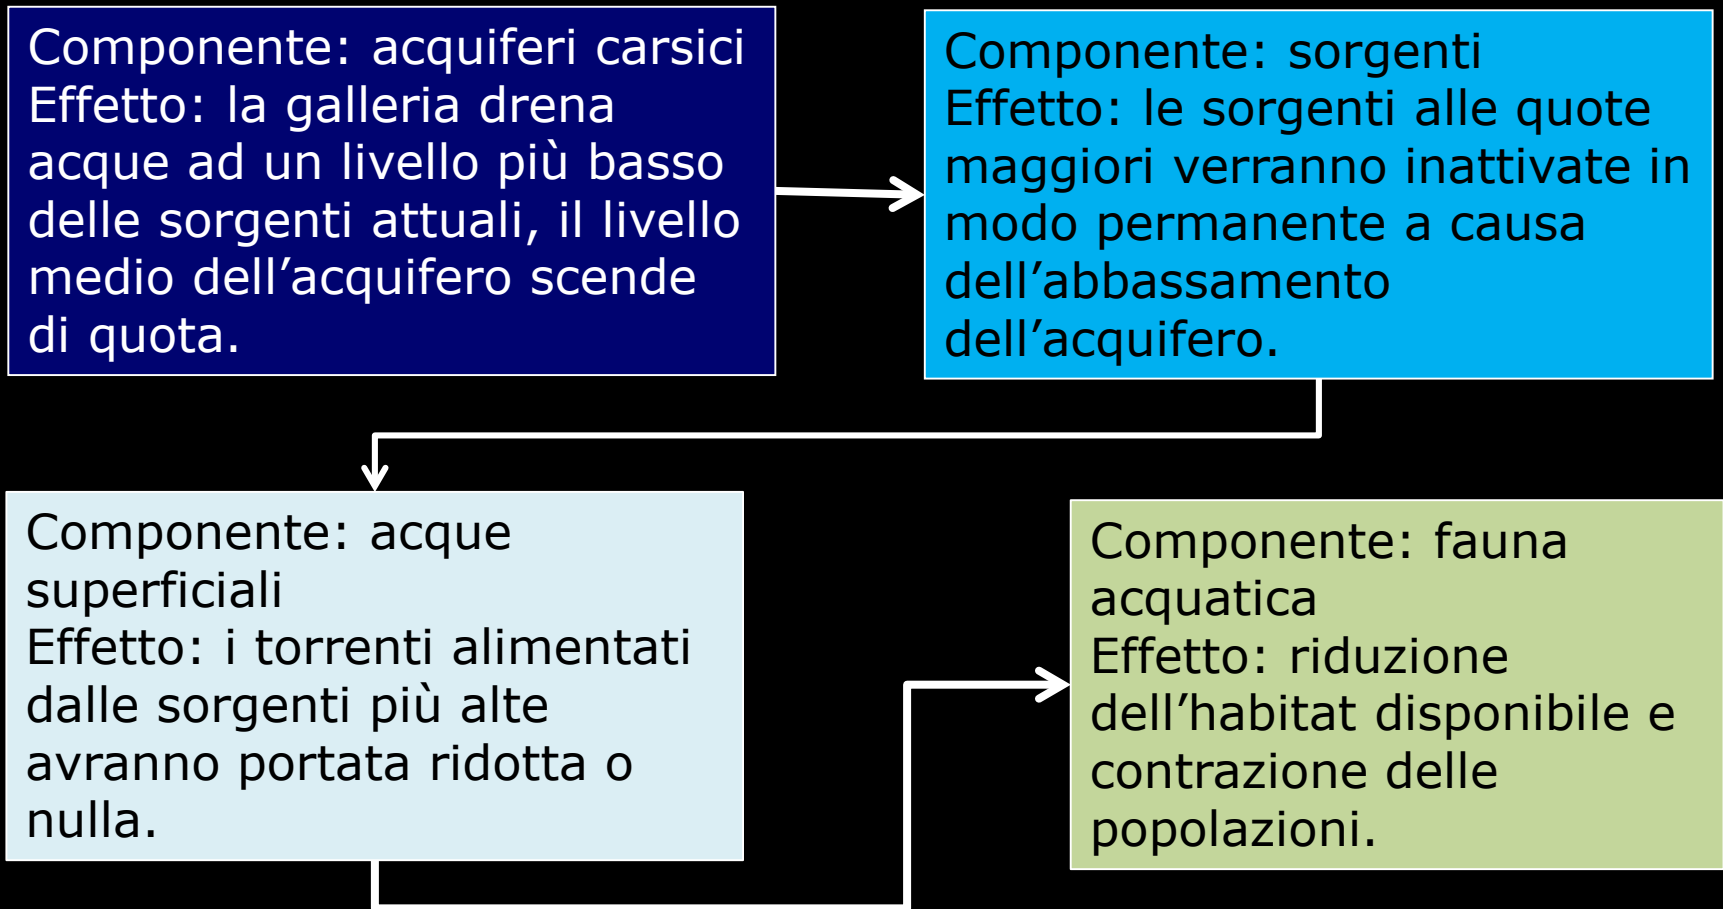 Componente: acquiferi carsici
Effetto: la galleria drena
acque ad un livello più basso
delle sorgenti attuali, il livello
medio dell’acquifero scende
di quota.
Componente: sorgenti
Effetto: le sorgenti alle quote
maggiori verranno inattivate in
modo permanente a causa
dell’abbassamento
dell’acquifero.
Componente: acque
superficiali
Effetto: i torrenti alimentati
dalle sorgenti più alte
avranno portata ridotta o
nulla.
Componente: fauna
acquatica
Effetto: riduzione
dell’habitat disponibile e
contrazione delle
popolazioni.